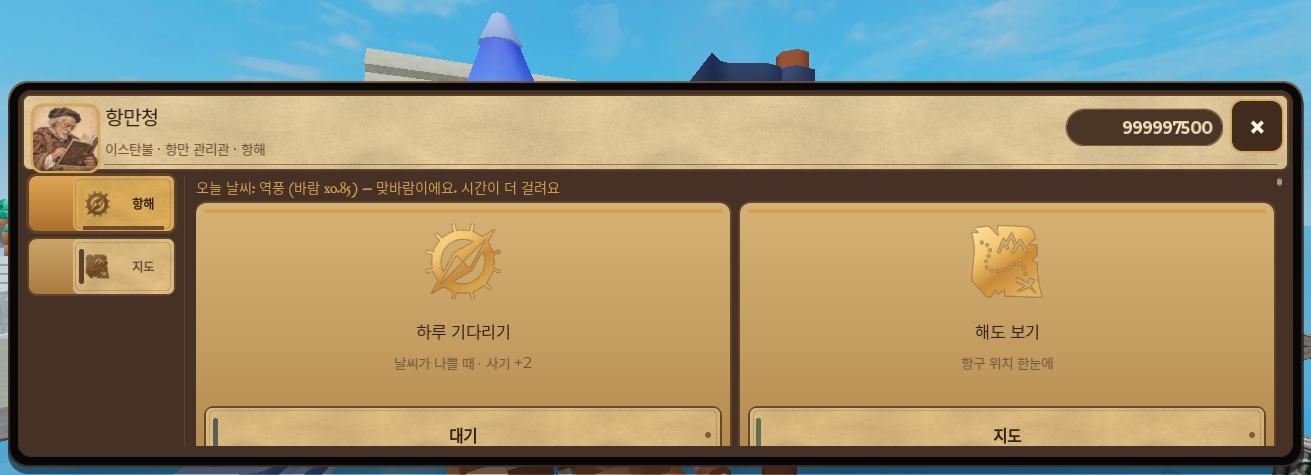 항만청
이스탄불 · 항만 관리관 · 항해
999997500
항해
지도
오늘 날씨: 역풍 (바람 x0.85) — 맞바람이에요. 시간이 더 걸려요
하루 기다리기
날씨가 나쁠 때 · 사기 +2
대기
해도 보기
항구 위치 한눈에
지도